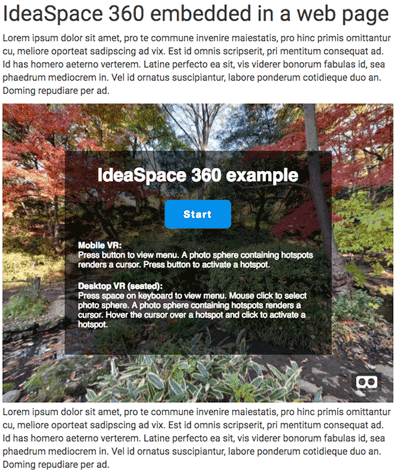 IdeaSpace 360 embedded in a web page
Lorem ipsum dolor sit amet, pro te commune invenire maiestatis, pro hinc primis omittantur
cu, meliore oporteat sadipscing ad vix. Est id omnis scripserit, pri mentitum consequat ad.
Id has homero aeterno verterem. Latine perfecto ea sit, vis viderer bonorum fabulas id, sea
phaedrum mediocrem in. Vel id ornatus suscipiantur, labore ponderum cotidieque duo an.
Doming repudiare per ad.
IdeaSpace 360 example
Start
Mobile VR:
Press button to view menu. A photo sphere containing hotspots
renders a cursor. Press button to activate a hotspot.
Desktop VR (seated):
Press space on keyboard to view menu. Mouse click to select
photo sphere. A photo sphere containing hotspots renders a
cursor. Hover the cursor over a hotspot and click to activate a
hotspot.
Lorem ipsum dolor sit amet, pro te commune invenire maiestatis, pro hinc primis omittantur
cu, meliore oporteat sadipscing ad vix. Est id omnis scripserit, pri mentitum consequat ad.
Id has homero aeterno verterem. Latine perfecto ea sit, vis viderer bonorum fabulas id, sea
phaedrum mediocrem in. Vel id ornatus suscipiantur, labore ponderum cotidieque duo an.
Doming repudiare per ad.